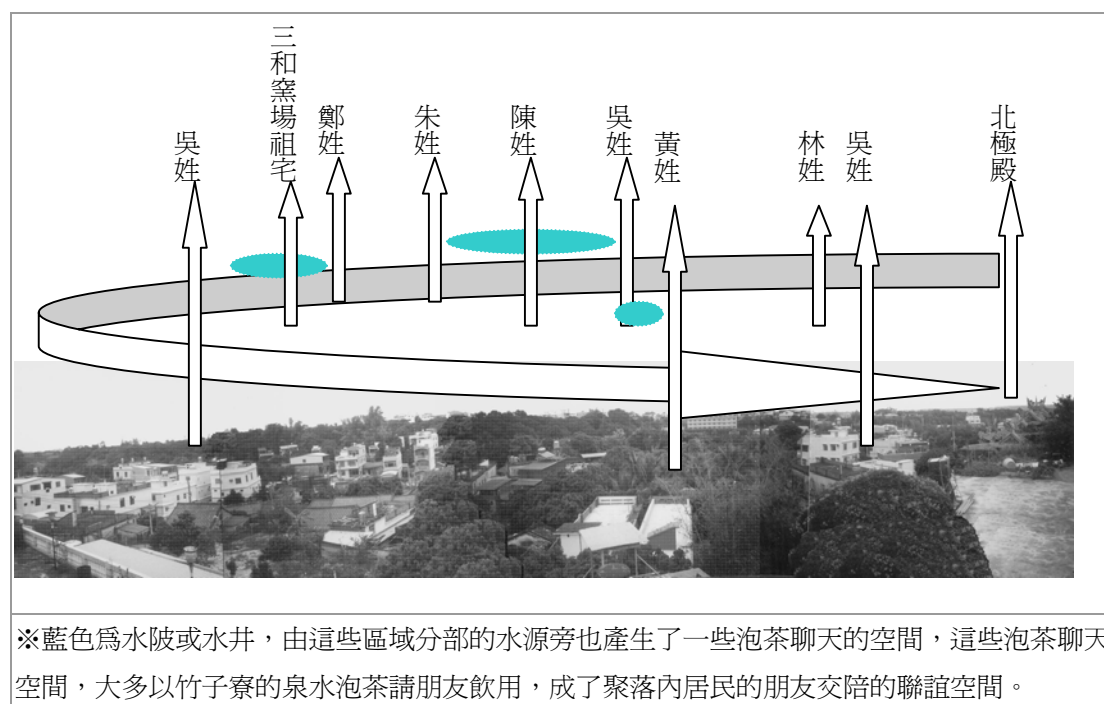 吳姓
三和窯場祖宅
鄭姓
朱姓
陳姓
吳姓
黃姓
林姓
吳姓
北極殿
※藍色為水陂或水井，由這些區域分部的水源旁也產生了一些泡茶聊天的空間，這些泡茶聊天
空間，大多以竹子寮的泉水泡茶請朋友飲用，成了聚落內居民的朋友交陪的聯誼空間。